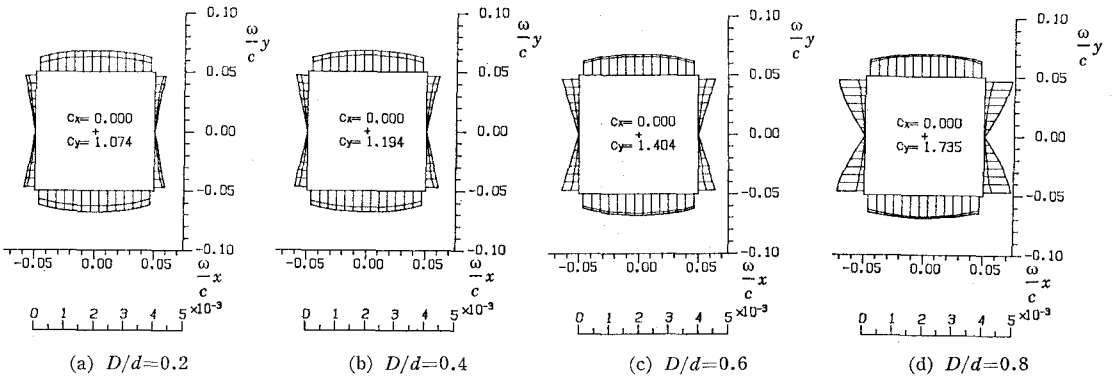 0.10
ω/c y
0.05
Cx= 0.000
+
Cy= 1.074
0.00
-0.05
-0.10
-0.05 0.00 0.05
ω/c x
0 1 2 3 4 5 ×10⁻³
(a) D/d=0.2
0.10
ω/c y
0.05
Cx= 0.000
+
Cy= 1.194
0.00
-0.05
-0.10
-0.05 0.00 0.05
ω/c x
0 1 2 3 4 5 ×10⁻³
(b) D/d=0.4
0.10
ω/c y
0.05
Cx= 0.000
+
Cy= 1.404
0.00
-0.05
-0.10
-0.05 0.00 0.05
ω/c x
0 1 2 3 4 5 ×10⁻³
(c) D/d=0.6
0.10
ω/c y
0.05
Cx= 0.000
+
Cy= 1.735
0.00
-0.05
-0.10
-0.05 0.00 0.05
ω/c x
0 1 2 3 4 5 ×10⁻³
(d) D/d=0.8